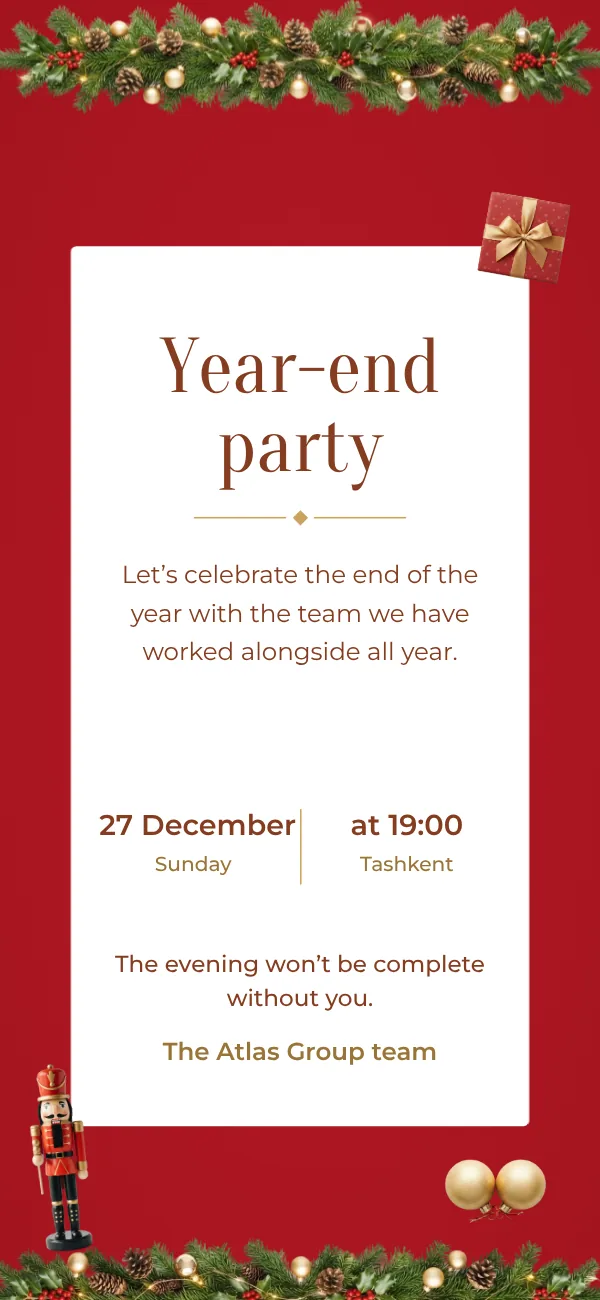 Year-end
party
Let’s celebrate the end of the
year with the team we have
worked alongside all year.
27 December
Sunday
at 19:00
Tashkent
The evening won’t be complete
without you.
The Atlas Group team